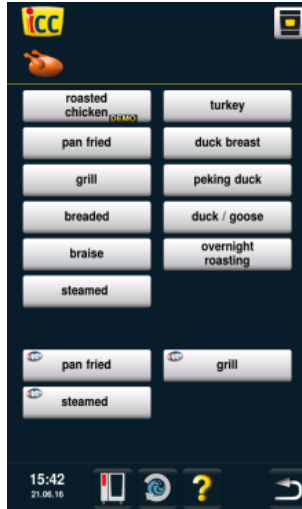 icc
roasted
chicken DEMO
turkey
pan fried
duck breast
grill
peking duck
breaded
duck / goose
braise
overnight
roasting
steamed
pan fried
grill
steamed
15:42
21.06.16
?